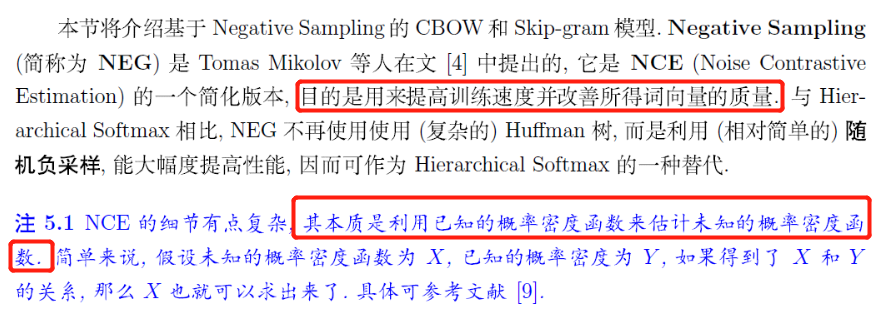 本节将介绍基于 Negative Sampling 的 CBOW 和 Skip-gram 模型. Negative Sampling
(简称为 NEG) 是 Tomas Mikolov 等人在文 [4] 中提出的, 它是 NCE (Noise Contrastive
Estimation) 的一个简化版本, 目的是用来提高训练速度并改善所得词向量的质量. 与 Hier-
archical Softmax 相比, NEG 不再使用使用 (复杂的) Huffman 树, 而是利用 (相对简单的) 随
机负采样, 能大幅度提高性能, 因而可作为 Hierarchical Softmax 的一种替代.
注 5.1 NCE 的细节有点复杂, 其本质是利用已知的概率密度函数来估计未知的概率密度函
数. 简单来说, 假设未知的概率密度函数为 X, 已知的概率密度为 Y, 如果得到了 X 和 Y
的关系, 那么 X 也就可以求出来了. 具体可参考文献 [9].